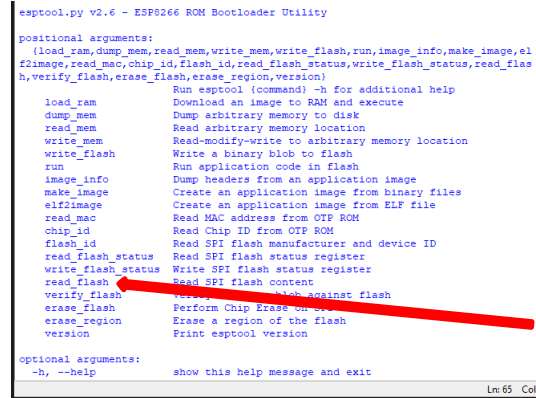 esptool.py v2.6 - ESP8266 ROM Bootloader Utility
positional arguments:
{load_ram,dump_mem,read_mem,write_mem,write_flash,run,image_info,make_image,el
f2image,read_mac,chip_id,flash_id,read_flash_status,write_flash_status,read_flas
h,verify_flash,erase_flash,erase_region,version}
Run esptool {command} -h for additional help
load_ram Download an image to RAM and execute
dump_mem Dump arbitrary memory to disk
read_mem Read arbitrary memory location
write_mem Read-modify-write to arbitrary memory location
write_flash Write a binary blob to flash
run Run application code in flash
image_info Dump headers from an application image
make_image Create an application image from binary files
elf2image Create an application image from ELF file
read_mac Read MAC address from OTP ROM
chip_id Read Chip ID from OTP ROM
flash_id Read SPI flash manufacturer and device ID
read_flash_status Read SPI flash status register
write_flash_status Write SPI flash status register
read_flash Read SPI flash content
verify_flash against flash
erase_flash Perform Chip Erase on
erase_region Erase a region of the flash
version Print esptool version
optional arguments:
-h, --help show this help message and exit
Ln: 65 Col